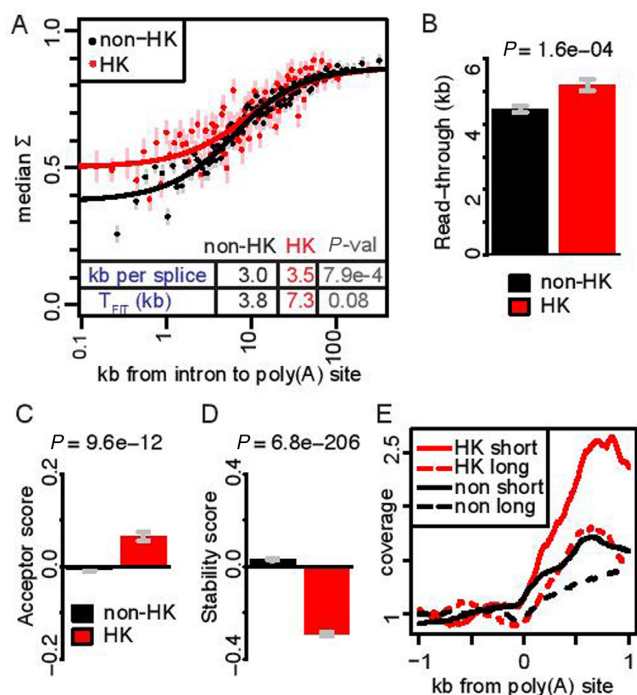 A
non-HK
HK
median Σ
1.0
0.5
0.0
non-HK HK P-val
kb per splice 3.0 3.5 7.9e-4
T_FIT (kb) 3.8 7.3 0.08
0.1 1 10 100
kb from intron to poly(A) site
B
P = 1.6e-04
Read-through (kb)
6
4
2
0
non-HK
HK
C
P = 9.6e-12
Acceptor score
0.2
0.0
-0.2
non-HK
HK
D
P = 6.8e-206
Stability score
0.4
0.0
-0.4
E
HK short
HK long
non short
non long
coverage
2.5
1
-1 0 1
kb from poly(A) site